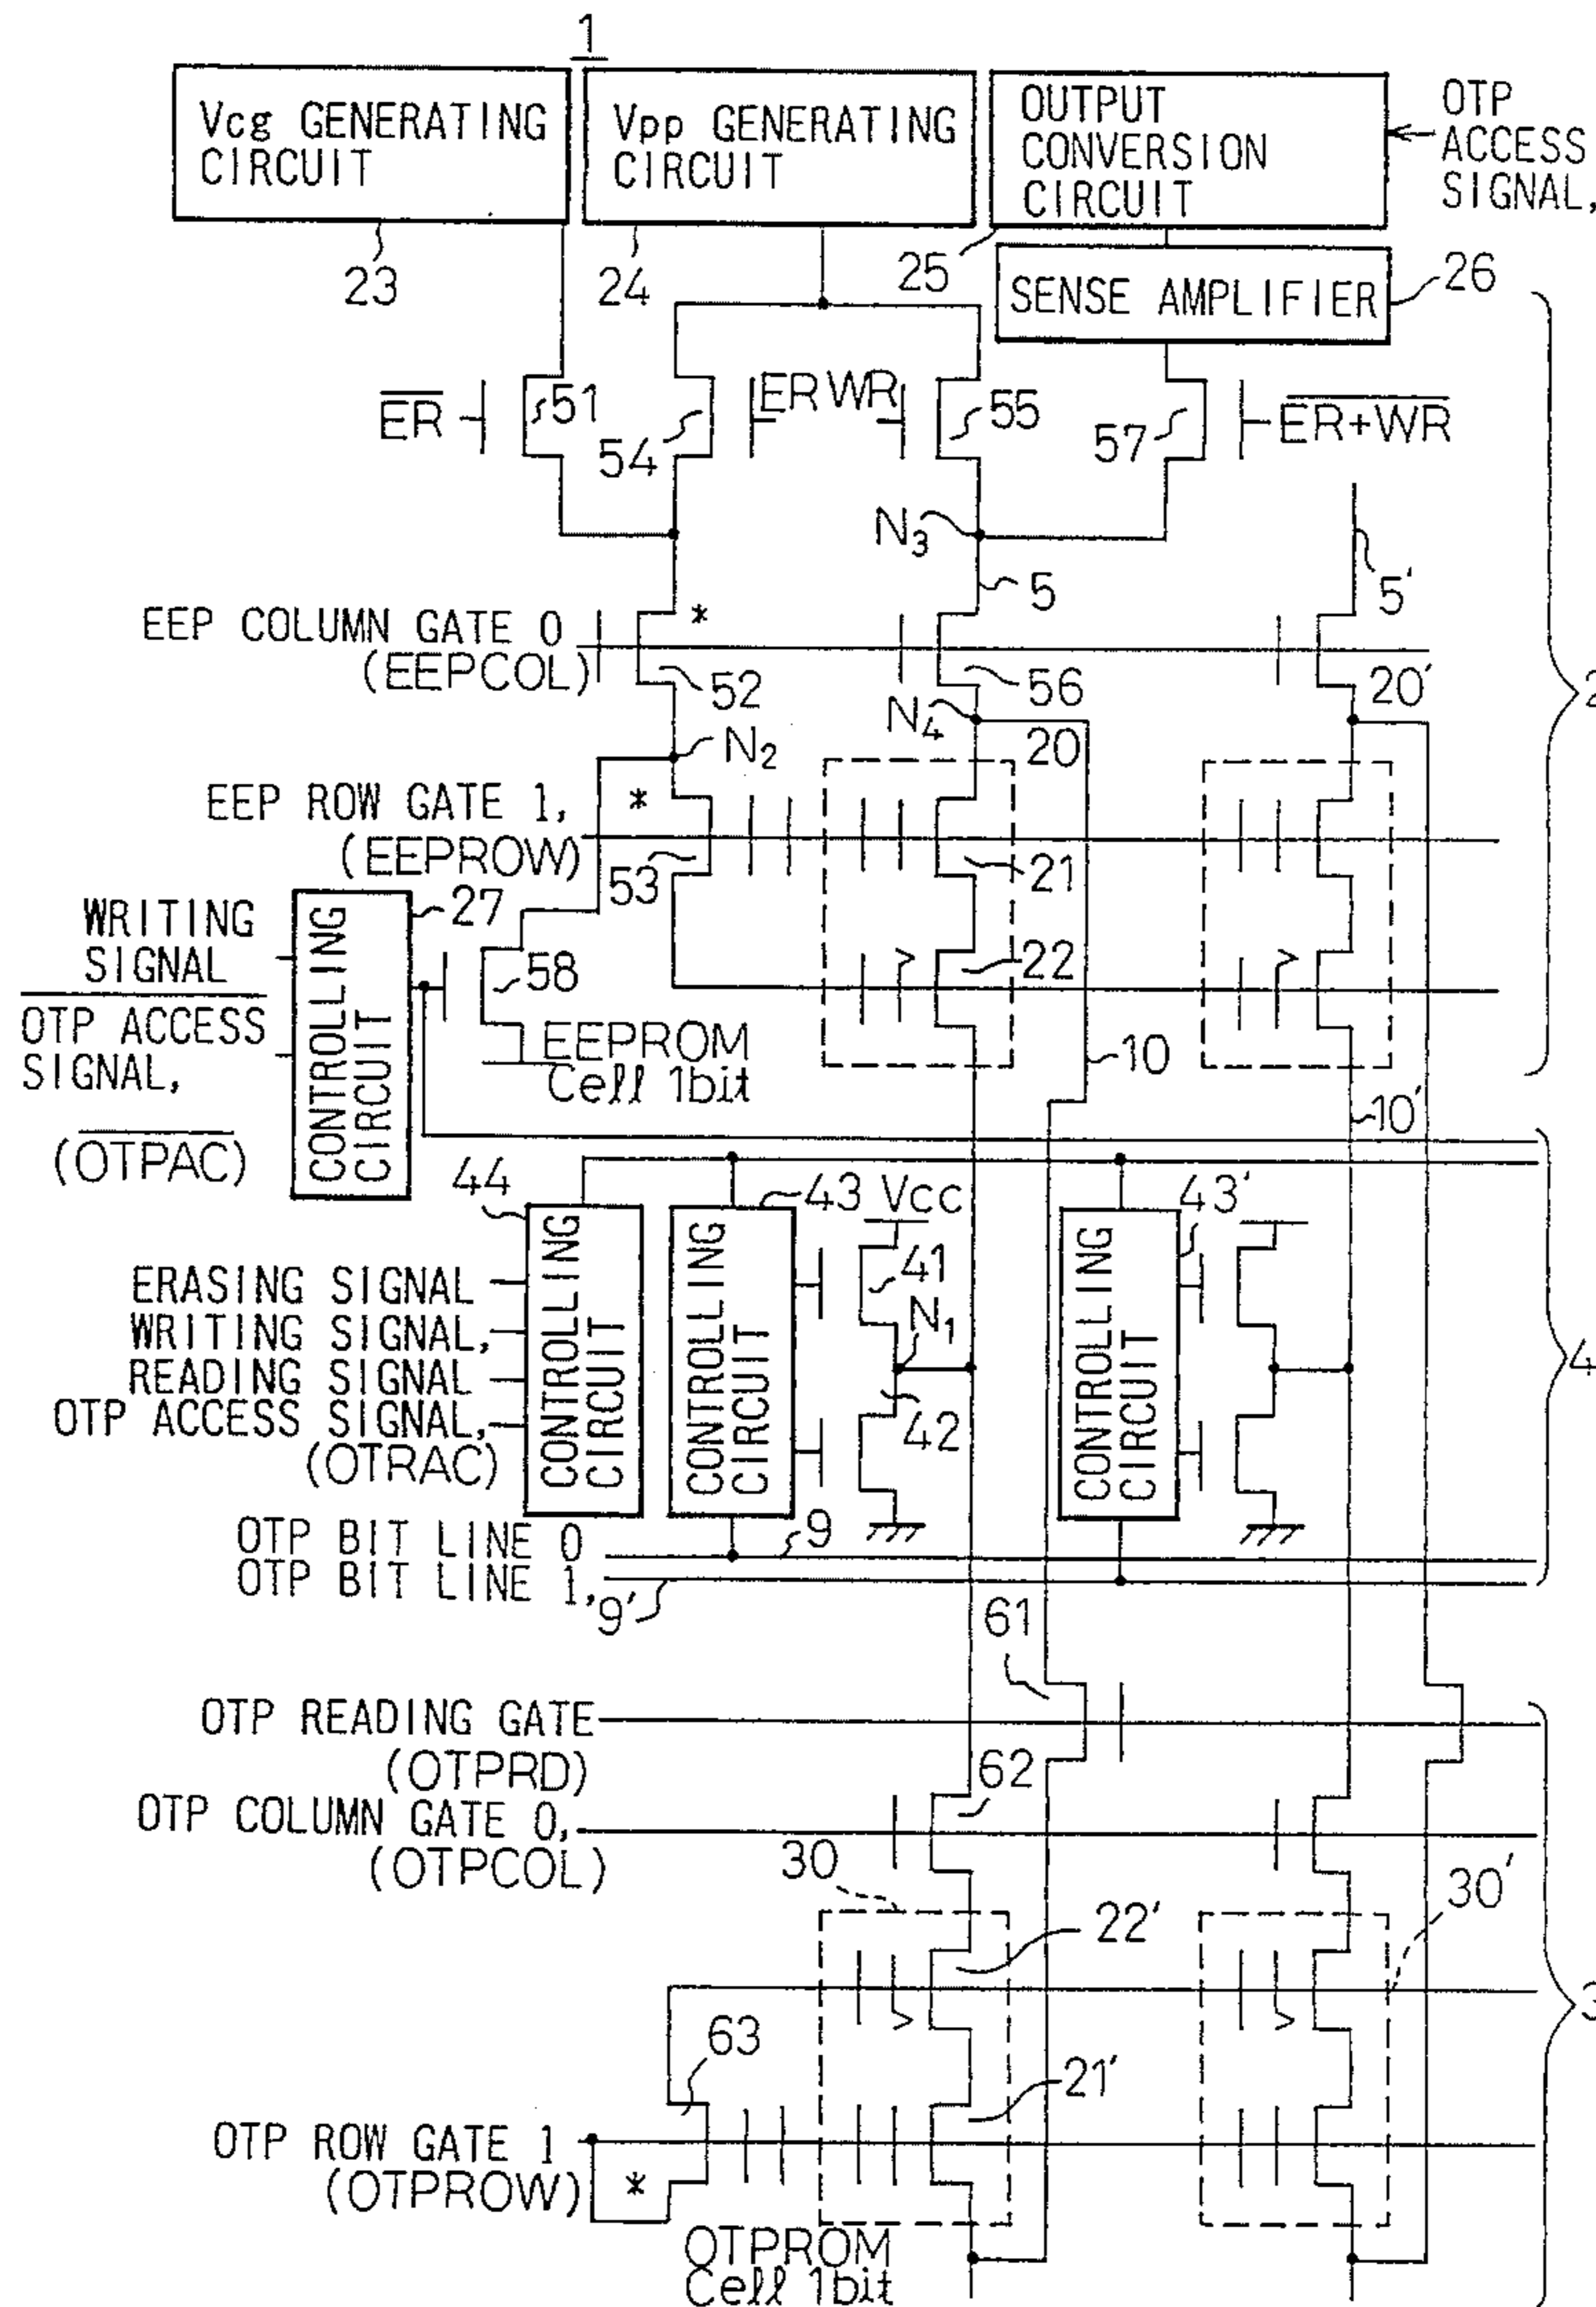 1
Vcg GENERATING
CIRCUIT
Vpp GENERATING
CIRCUIT
OUTPUT
CONVERSION
CIRCUIT
OTP
ACCESS
SIGNAL,
23
24
25
SENSE AMPLIFIER
26
ER
51
54
ER
WR
55
57
ER+WR
N3
5
5'
EEP COLUMN GATE 0
(EEPCOL)
*
52
56
20'
2
N4
20
N2
EEP ROW GATE 1,
(EEPROW)
*
53
21
WRITING
SIGNAL
OTP ACCESS
SIGNAL,
(OTPAC)
CONTROLLING
CIRCUIT
27
58
22
EEPROM
Cell 1bit
10
10'
44
CONTROLLING
CIRCUIT
43
CONTROLLING
CIRCUIT
Vcc
43'
CONTROLLING
CIRCUIT
41
N1
42
4
ERASING SIGNAL
WRITING SIGNAL,
READING SIGNAL
OTP ACCESS SIGNAL,
(OTRAC)
OTP BIT LINE 0
9
OTP BIT LINE 1,
9'
61
OTP READING GATE
(OTPRD)
62
OTP COLUMN GATE 0,
(OTPCOL)
30
30'
22'
3
63
21'
OTP ROW GATE 1
(OTPROW)
*
OTPROM
Cell 1bit